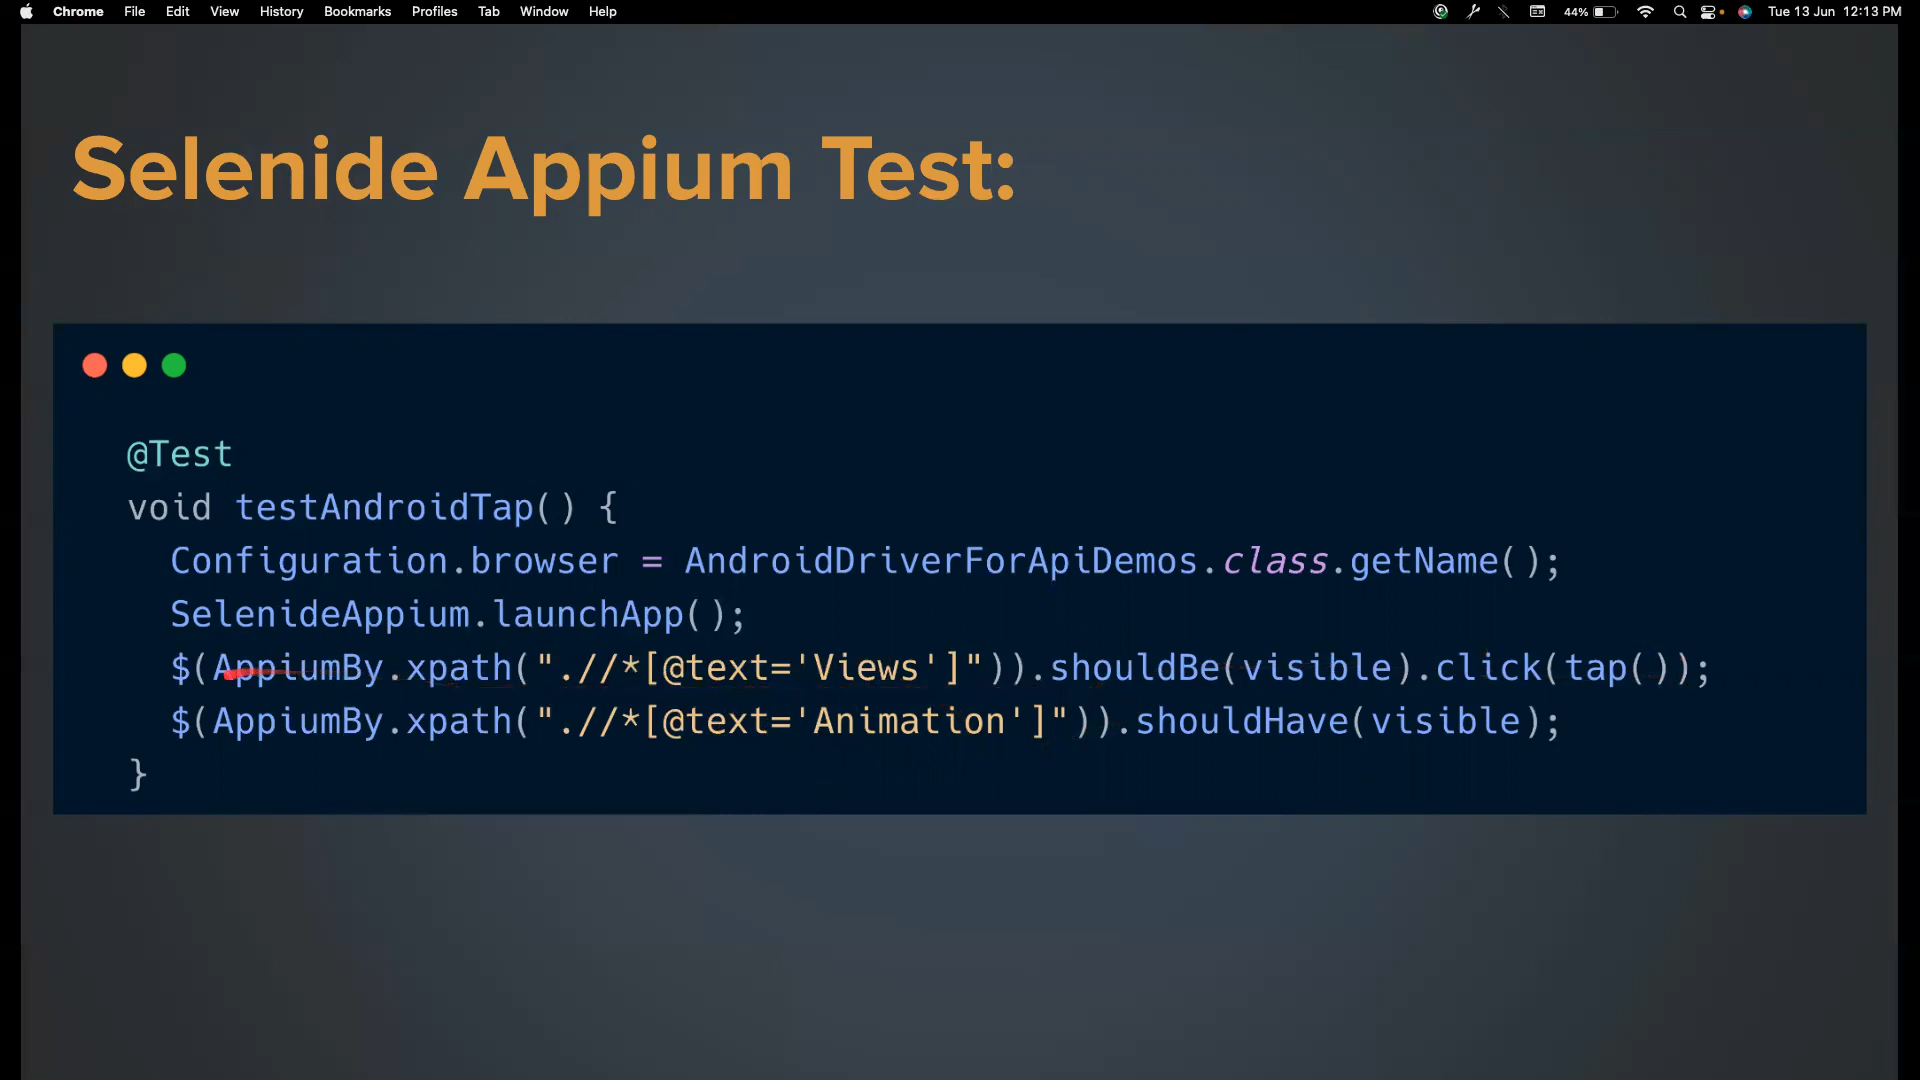 Chrome File Edit View History Bookmarks Profiles Tab Window Help 44% Tue 13 Jun 12:13 PM
Selenide Appium Test:
@Test
void testAndroidTap() {
  Configuration.browser = AndroidDriverForApiDemos.class.getName();
  SelenideAppium.launchApp();
  $(AppiumBy.xpath(".//*[@text='Views']")).shouldBe(visible).click(tap());
  $(AppiumBy.xpath(".//*[@text='Animation']")).shouldHave(visible);
}